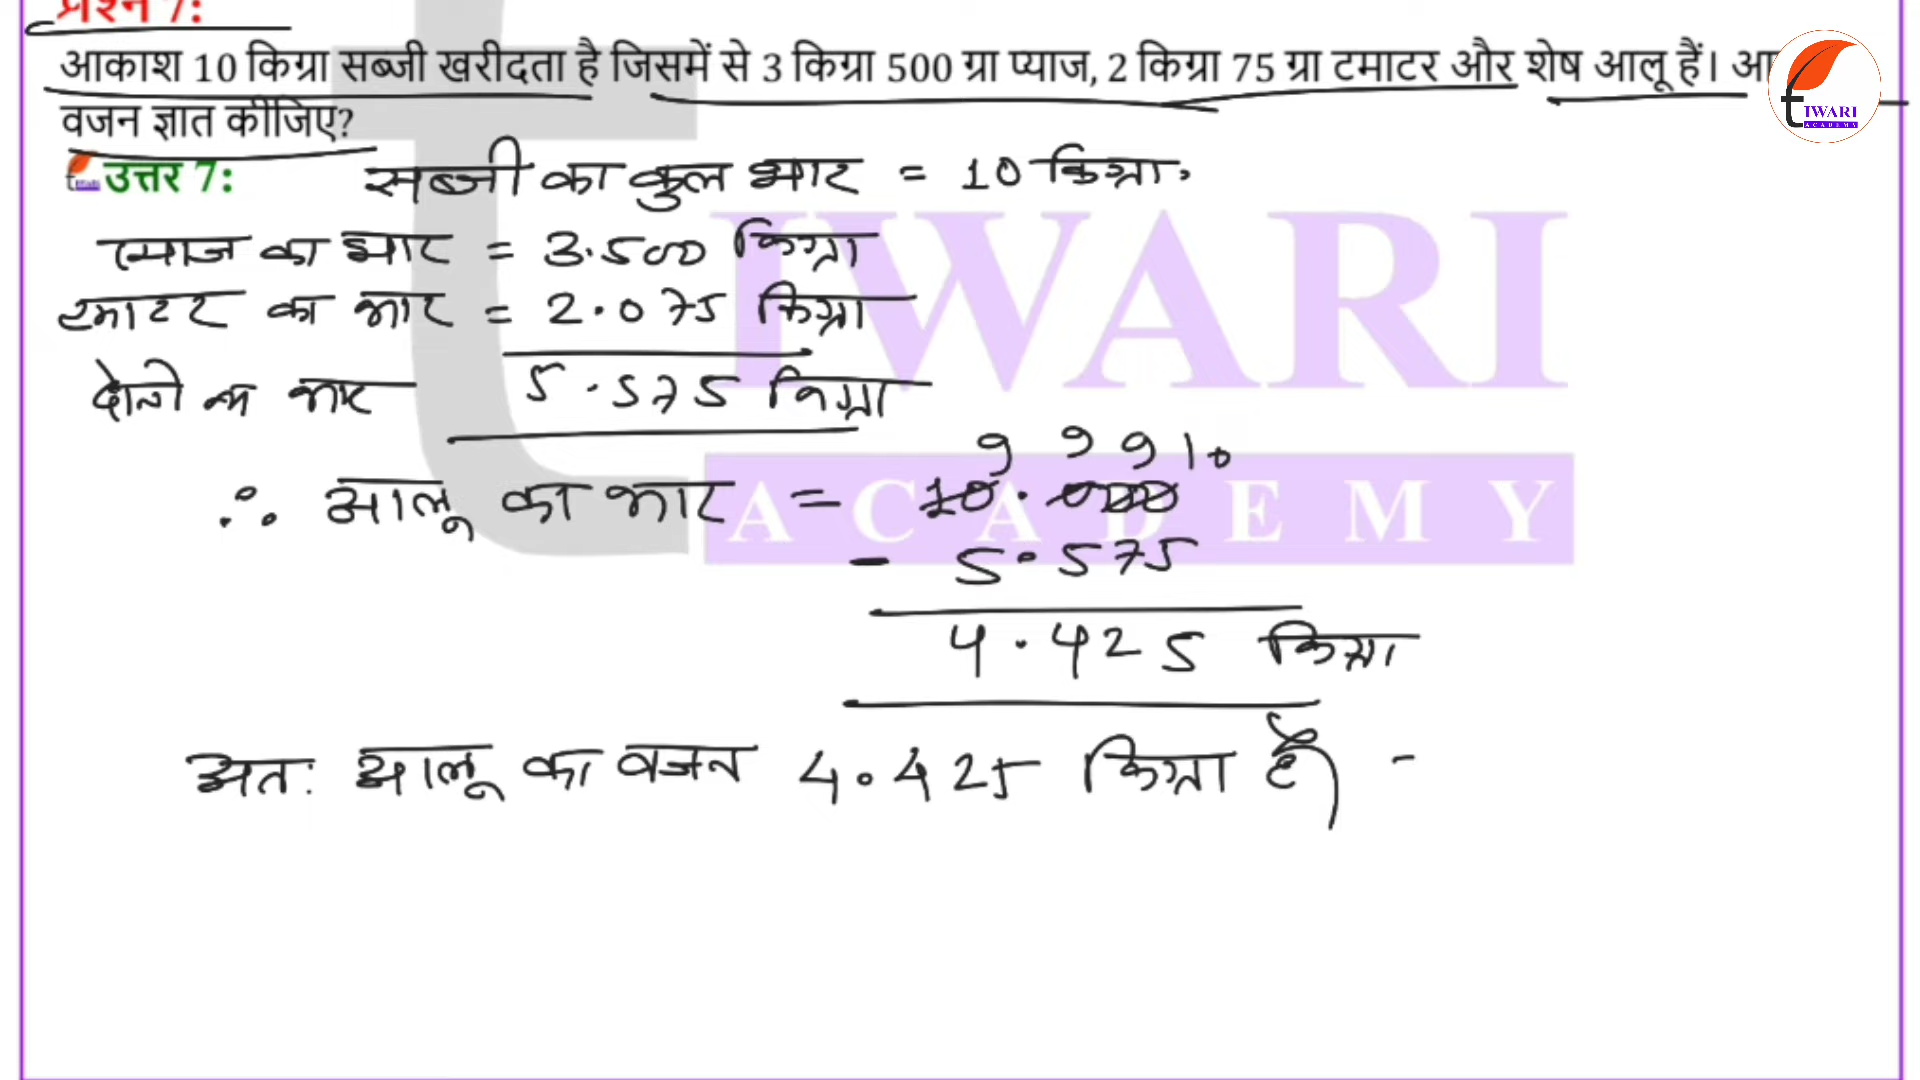 प्रश्न 7:
आकाश 10 किग्रा सब्जी खरीदता है जिसमें से 3 किग्रा 500 ग्रा प्याज, 2 किग्रा 75 ग्रा टमाटर और शेष आलू हैं। आ
वजन ज्ञात कीजिए?
उत्तर 7:
सब्जी का कुल भार = 10 किग्रा.
प्याज का भार = 3.500 किग्रा
टमाटर का भार = 2.075 किग्रा
दोनों का भार 5.575 किग्रा
9 9 9 10
∴ आलू का भार = 10.000
- 5.575
4.425 किग्रा
अतः आलू का वजन 4.425 किग्रा है) -
TIWARI
ACADEMY
TIWARI
ACADEMY